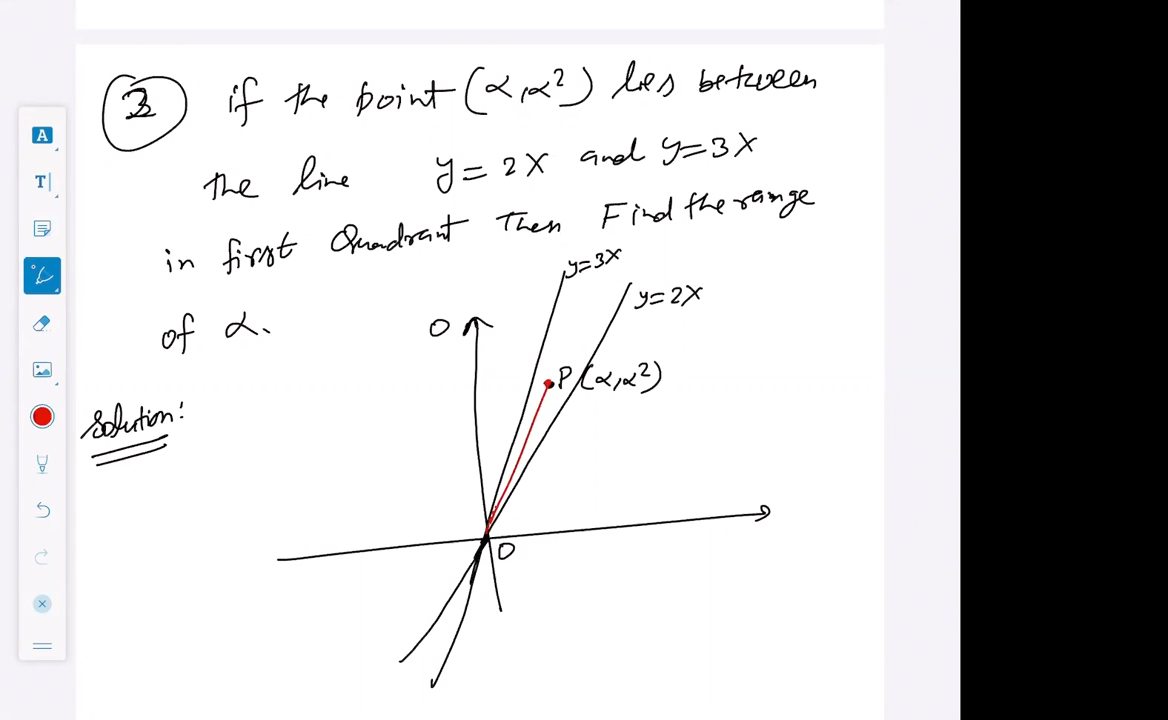 3 if the point (α,α²) lies between
the line y=2x and y=3x
in first Quadrant Then Find the range
of α.
y=3x
y=2x
O
P(α,α²)
Solution:
O
A
T